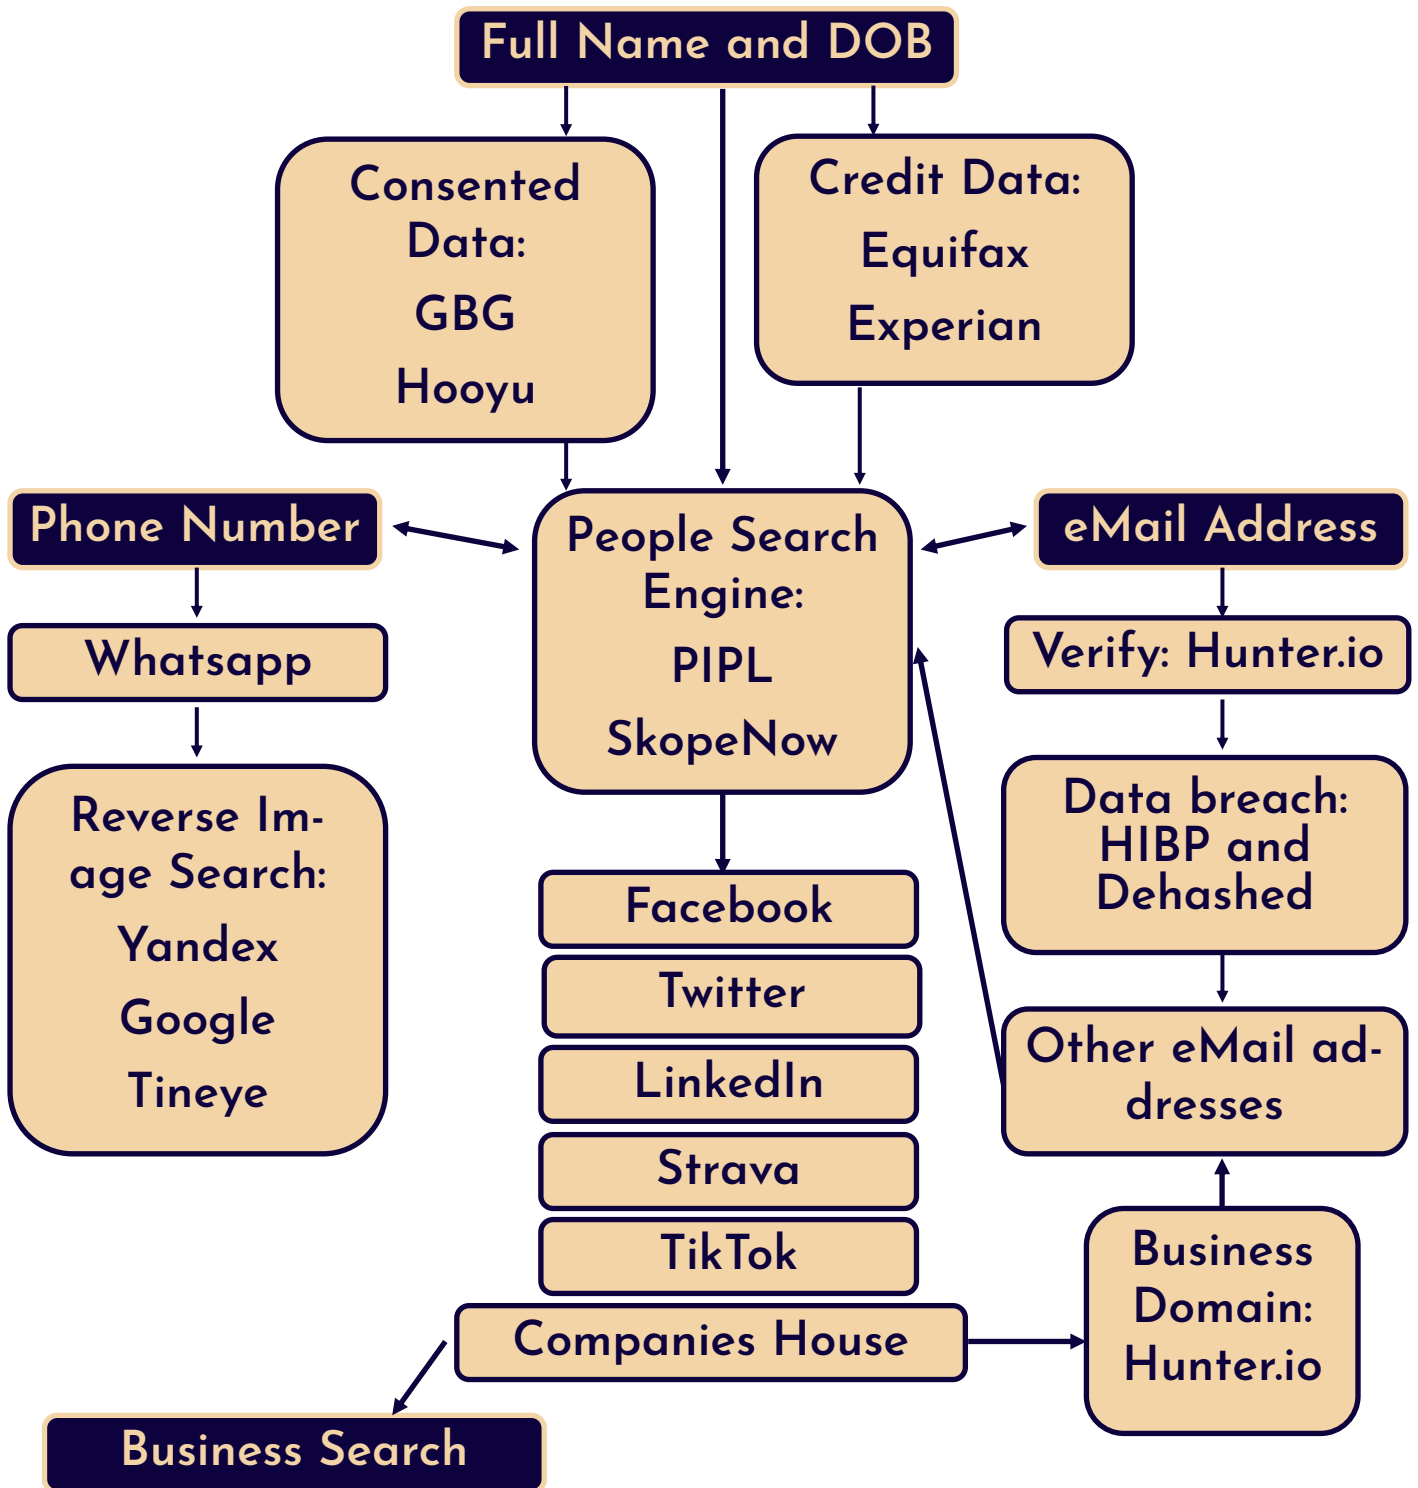 Full Name and DOB
Consented
Data:
GBG
Hooyu
Credit Data:
Equifax
Experian
Phone Number
People Search
Engine:
PIPL
SkopeNow
eMail Address
Whatsapp
Verify: Hunter.io
Reverse Im-
age Search:
Yandex
Google
Tineye
Data breach:
HIBP and
Dehashed
Facebook
Twitter
LinkedIn
Strava
TikTok
Other eMail ad-
dresses
Companies House
Business
Domain:
Hunter.io
Business Search